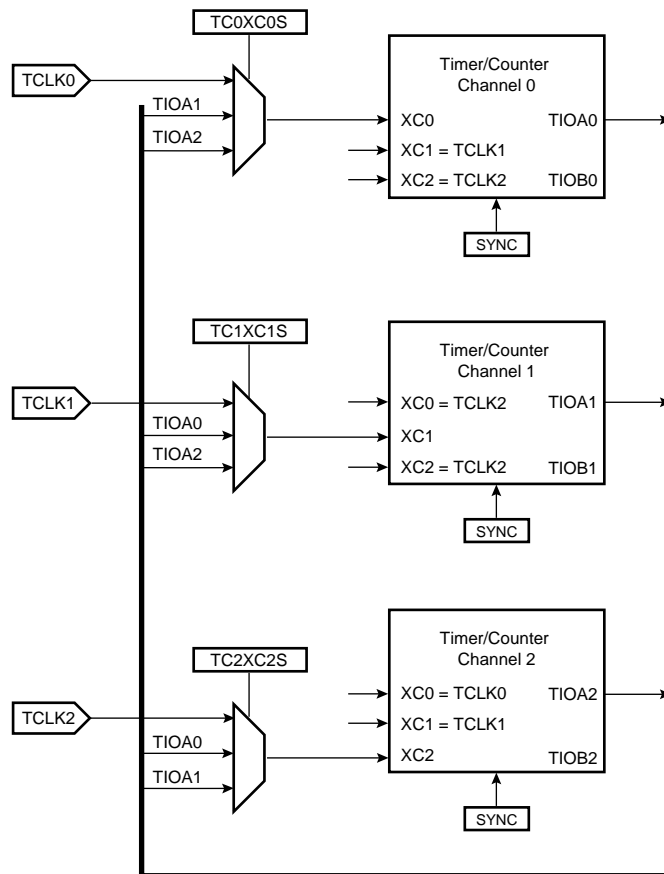 TC0XC0S
TCLK0
TIOA1
TIOA2
Timer/Counter
Channel 0
XC0
TIOA0
XC1 = TCLK1
XC2 = TCLK2
TIOB0
SYNC
TC1XC1S
TCLK1
TIOA0
TIOA2
Timer/Counter
Channel 1
XC0 = TCLK2
TIOA1
XC1
XC2 = TCLK2
TIOB1
SYNC
TC2XC2S
TCLK2
TIOA0
TIOA1
Timer/Counter
Channel 2
XC0 = TCLK0
TIOA2
XC1 = TCLK1
XC2
TIOB2
SYNC